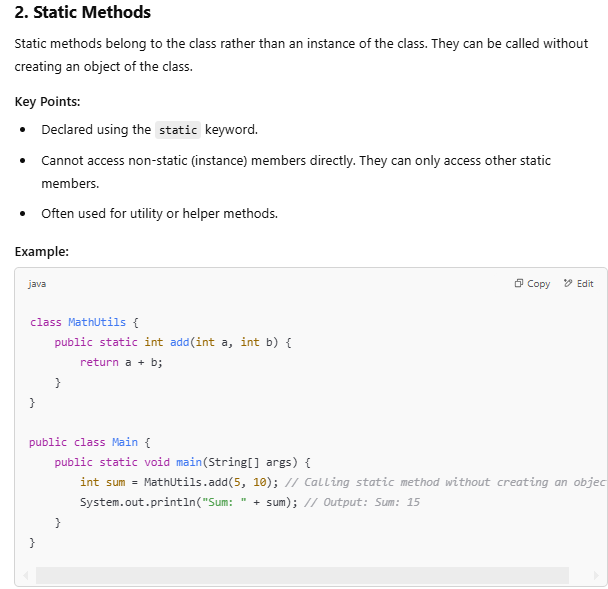 2. Static Methods
Static methods belong to the class rather than an instance of the class. They can be called without
creating an object of the class.
Key Points:
• Declared using the static keyword.
• Cannot access non-static (instance) members directly. They can only access other static
members.
• Often used for utility or helper methods.
Example:
java Copy Edit
class MathUtils {
    public static int add(int a, int b) {
        return a + b;
    }
}
public class Main {
    public static void main(String[] args) {
        int sum = MathUtils.add(5, 10); // Calling static method without creating an objec
        System.out.println("Sum: " + sum); // Output: Sum: 15
    }
}